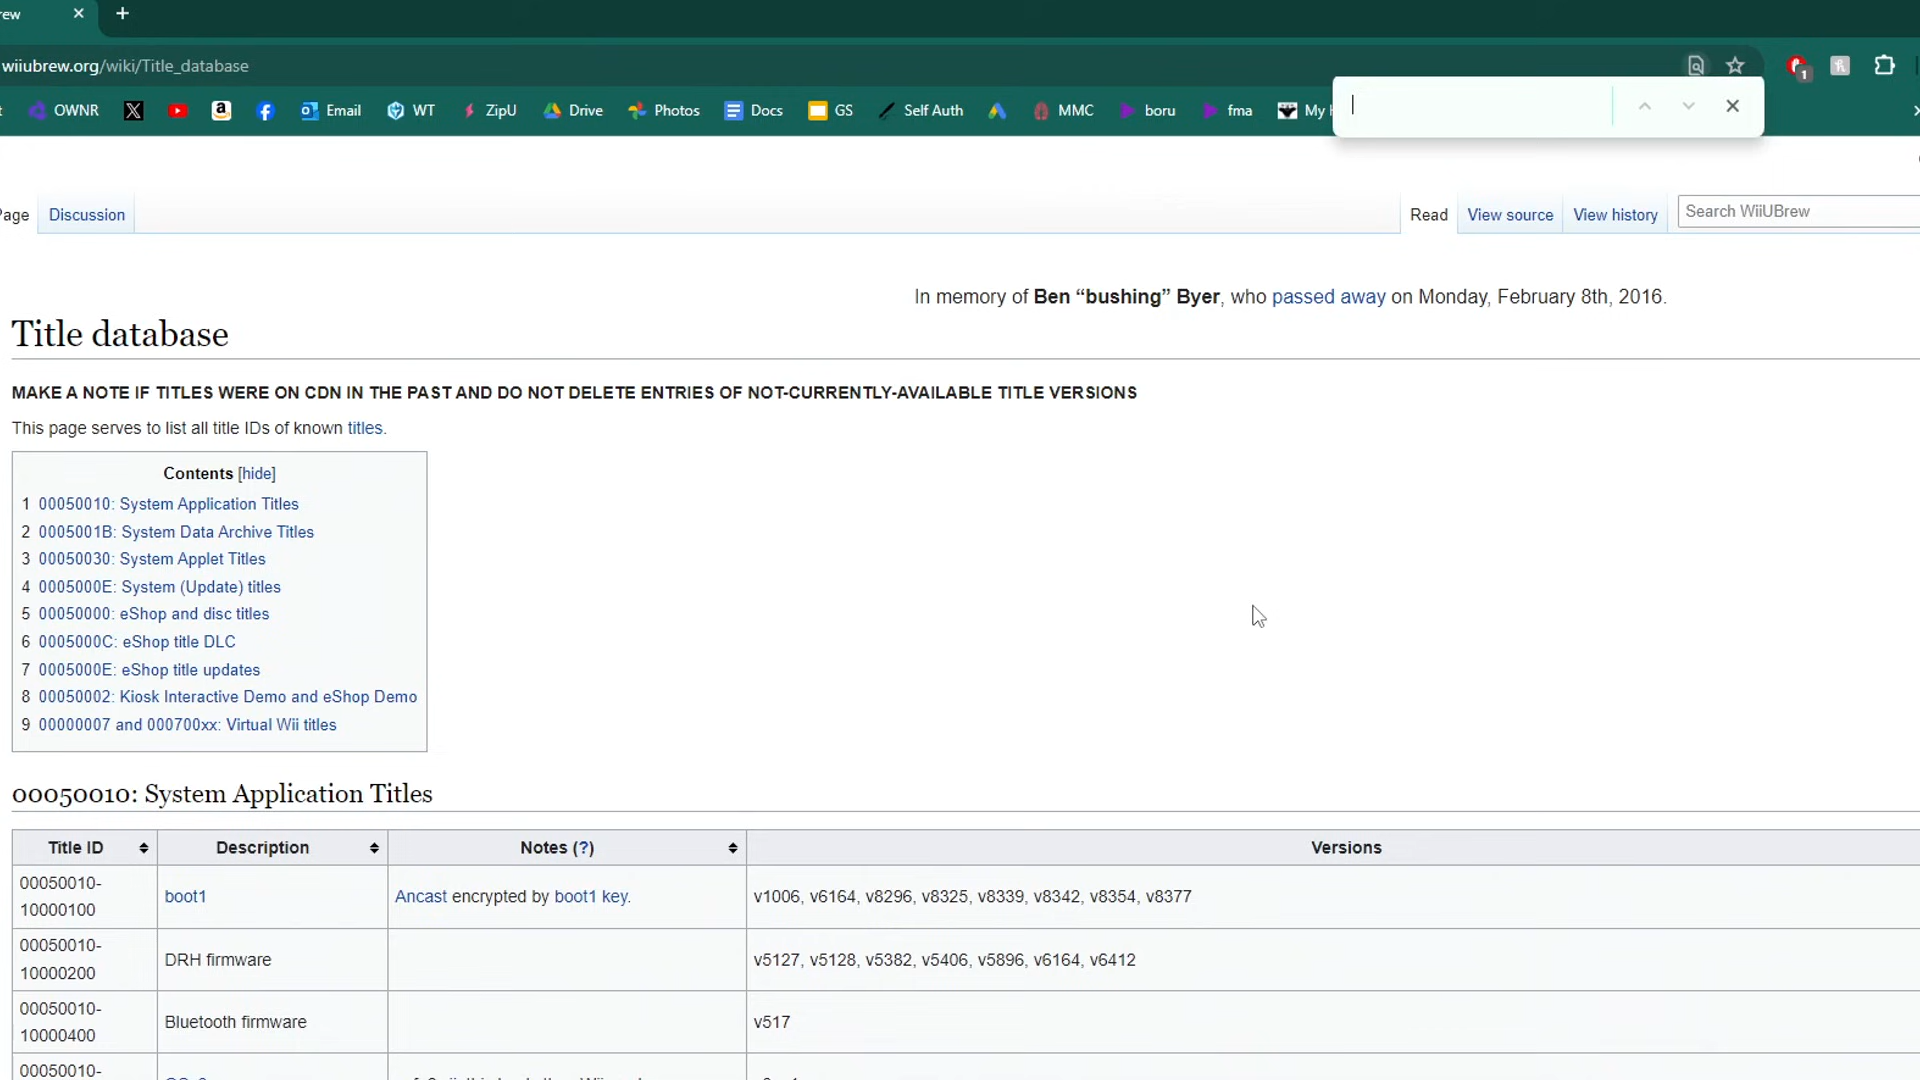 ew
wiiubrew.org/wiki/Title_database
1
OWNR
Email
WT
ZipU
Drive
Photos
Docs
GS
Self Auth
MMC
boru
fma
My
Page
Discussion
Read
View source
View history
Search WiiUBrew
In memory of Ben “bushing” Byer, who passed away on Monday, February 8th, 2016.
Title database
MAKE A NOTE IF TITLES WERE ON CDN IN THE PAST AND DO NOT DELETE ENTRIES OF NOT-CURRENTLY-AVAILABLE TITLE VERSIONS
This page serves to list all title IDs of known titles.
Contents [hide]
1 00050010: System Application Titles
2 0005001B: System Data Archive Titles
3 00050030: System Applet Titles
4 0005000E: System (Update) titles
5 00050000: eShop and disc titles
6 0005000C: eShop title DLC
7 0005000E: eShop title updates
8 00050002: Kiosk Interactive Demo and eShop Demo
9 00000007 and 000700xx: Virtual Wii titles
00050010: System Application Titles
Title ID Description Notes (?) Versions
00050010-
10000100
boot1
Ancast encrypted by boot1 key.
v1006, v6164, v8296, v8325, v8339, v8342, v8354, v8377
00050010-
10000200
DRH firmware
v5127, v5128, v5382, v5406, v5896, v6164, v6412
00050010-
10000400
Bluetooth firmware
v517
00050010-